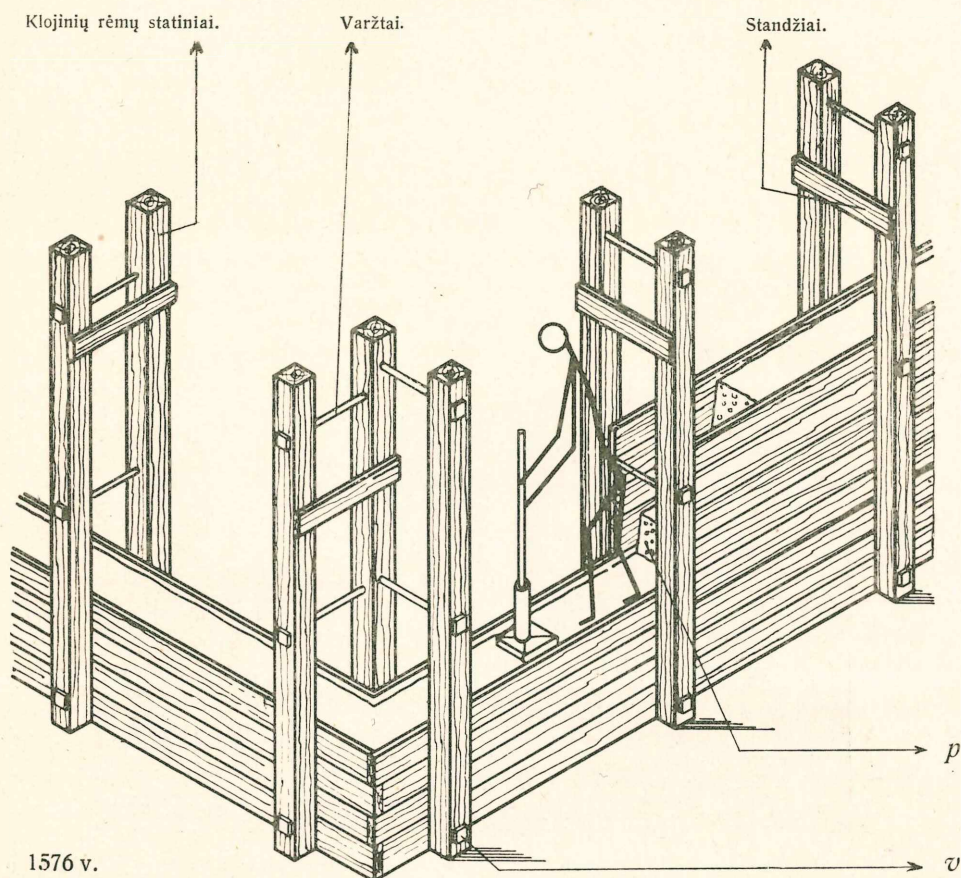 Klojinių rėmų statiniai.
Varžtai.
Standžiai.
p
v
1576 v.